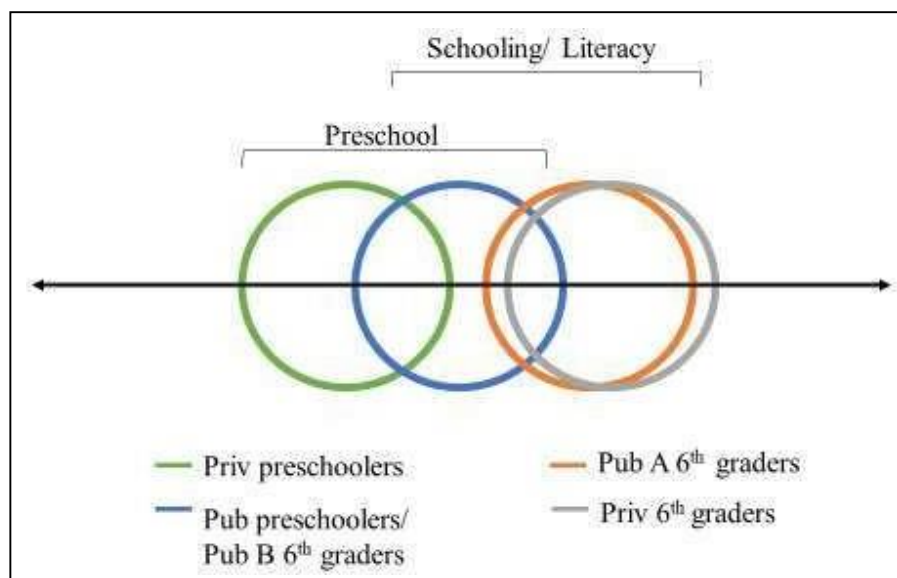 Schooling/ Literacy
Preschool
Priv preschoolers
Pub preschoolers/
Pub B 6th graders
Pub A 6th graders
Priv 6th graders